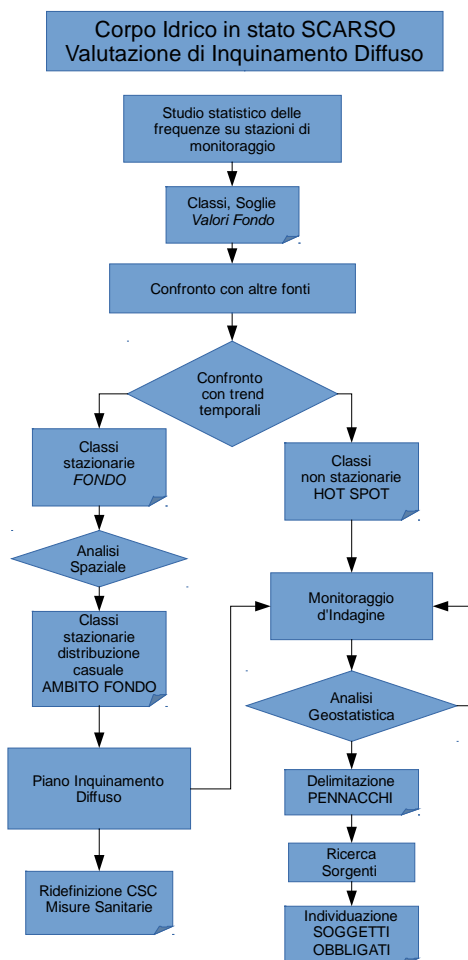 Corpo Idrico in stato SCARSO
Valutazione di Inquinamento Diffuso
Studio statistico delle
frequenze su stazioni di
monitoraggio
Classi, Soglie
Valori Fondo
Confronto con altre fonti
Confronto
con trend
temporali
Classi
stazionarie
FONDO
Classi
non stazionarie
HOT SPOT
Analisi
Spaziale
Monitoraggio
d'Indagine
Classi
stazionarie
distribuzione
casuale
AMBITO FONDO
Analisi
Geostatistica
Piano Inquinamento
Diffuso
Delimitazione
PENNACCHI
Ricerca
Sorgenti
Ridefinizione CSC
Misure Sanitarie
Individuazione
SOGGETTI
OBBLIGATI